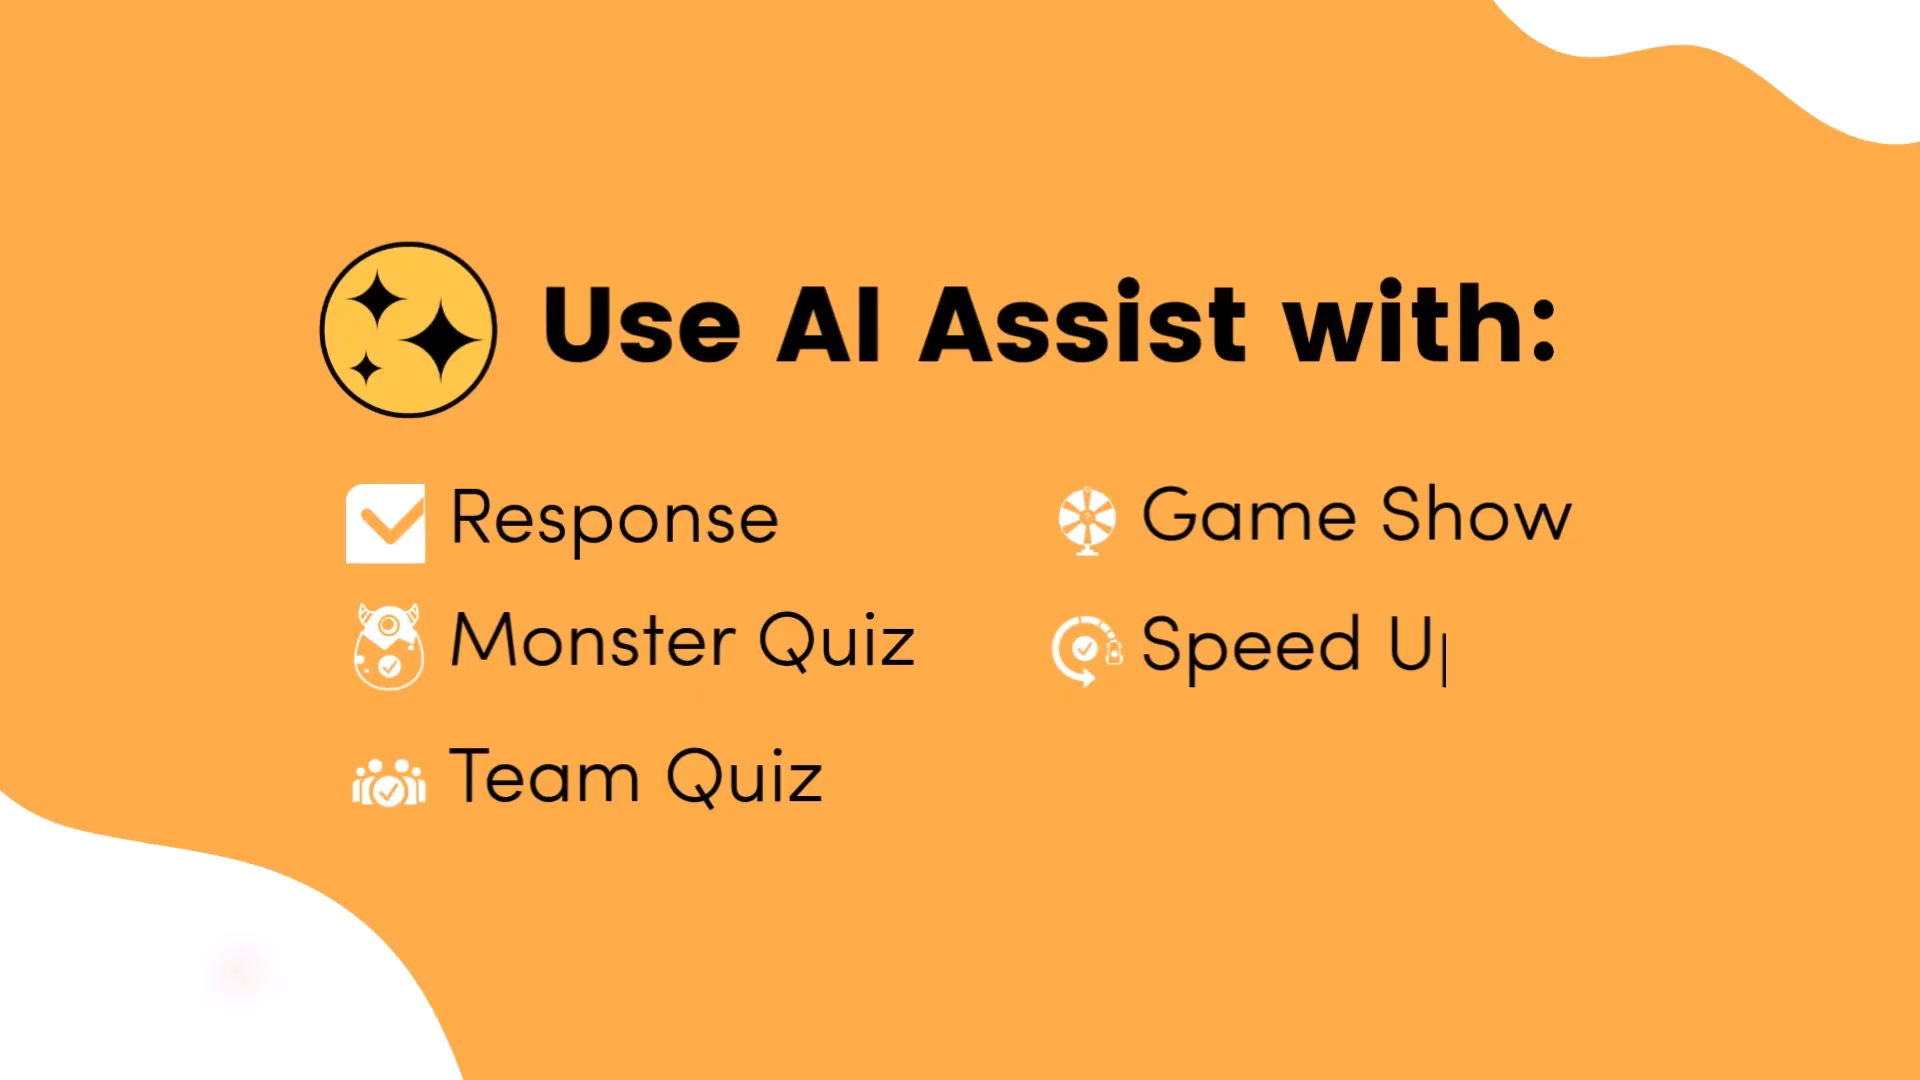 Use AI Assist with:
Response
Monster Quiz
Team Quiz
Game Show
Speed U